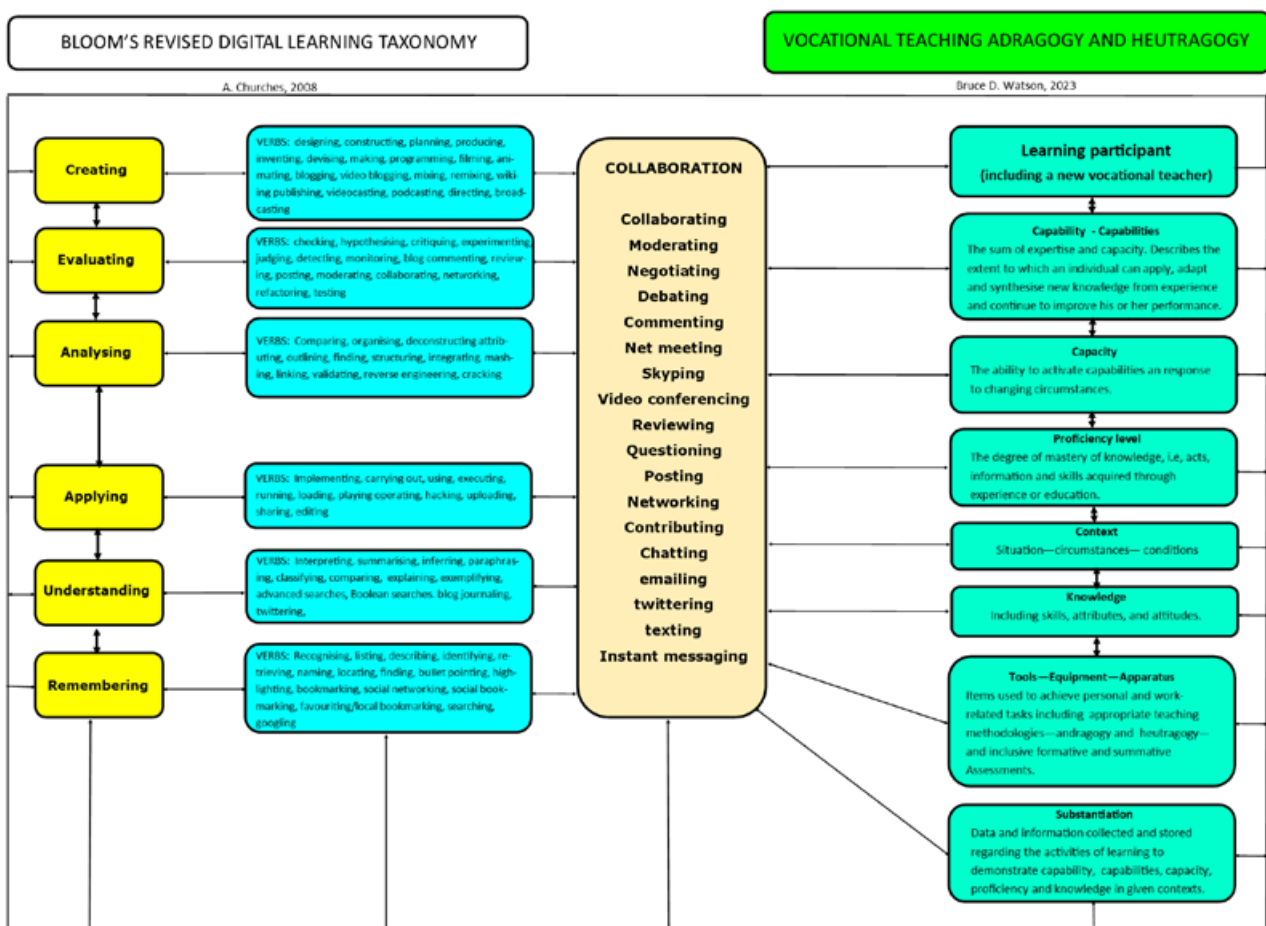 BLOOM'S REVISED DIGITAL LEARNING TAXONOMY
VOCATIONAL TEACHING ADRAGOGY AND HEUTRAGOGY
A. Churches, 2008
Bruce D. Watson, 2023
Creating
VERBS: designing, constructing, planning, producing,
inventing, devising, making, programming, filming, ani-
mating, blogging, video blogging, mixing, remixing, wiki-
ing publishing, videocasting, podcasting, directing, broad-
casting
Evaluating
VERBS: checking, hypothesising, critiquing, experimenting,
judging, detecting, monitoring, blog commenting, review-
ing, posting, moderating, collaborating, networking,
refactoring, testing
Analysing
VERBS: Comparing, organising, deconstructing attrib-
uting, outlining, finding, structuring, integrating, mash-
ing, linking, validating, reverse engineering, cracking
Applying
VERBS: Implementing, carrying out, using, executing,
running, loading, playing operating, hacking, uploading,
sharing, editing
Understanding
VERBS: Interpreting, summarising, inferring, paraphras-
ing, classifying, comparing, explaining, exemplifying,
advanced searches, Boolean searches. blog journaling,
twittering,
Remembering
VERBS: Recognising, listing, describing, identifying, re-
trieving, naming, locating, finding, bullet pointing, high-
lighting, bookmarking, social networking, social book-
marking, favouriting/local bookmarking, searching,
googling
COLLABORATION
Collaborating
Moderating
Negotiating
Debating
Commenting
Net meeting
Skyping
Video conferencing
Reviewing
Questioning
Posting
Networking
Contributing
Chatting
emailing
twittering
texting
Instant messaging
Learning participant
(including a new vocational teacher)
Capability - Capabilities
The sum of expertise and capacity. Describes the
extent to which an individual can apply, adapt
and synthesise new knowledge from experience
and continue to improve his or her performance.
Capacity
The ability to activate capabilities an response
to changing circumstances.
Proficiency level
The degree of mastery of knowledge, i.e, acts,
information and skills acquired through
experience or education.
Context
Situation—circumstances— conditions
Knowledge
Including skills, attributes, and attitudes.
Tools—Equipment—Apparatus
Items used to achieve personal and work-
related tasks including appropriate teaching
methodologies—andragogy and heutragogy—
and inclusive formative and summative
Assessments.
Substantiation
Data and information collected and stored
regarding the activities of learning to
demonstrate capability, capabilities, capacity,
proficiency and knowledge in given contexts.